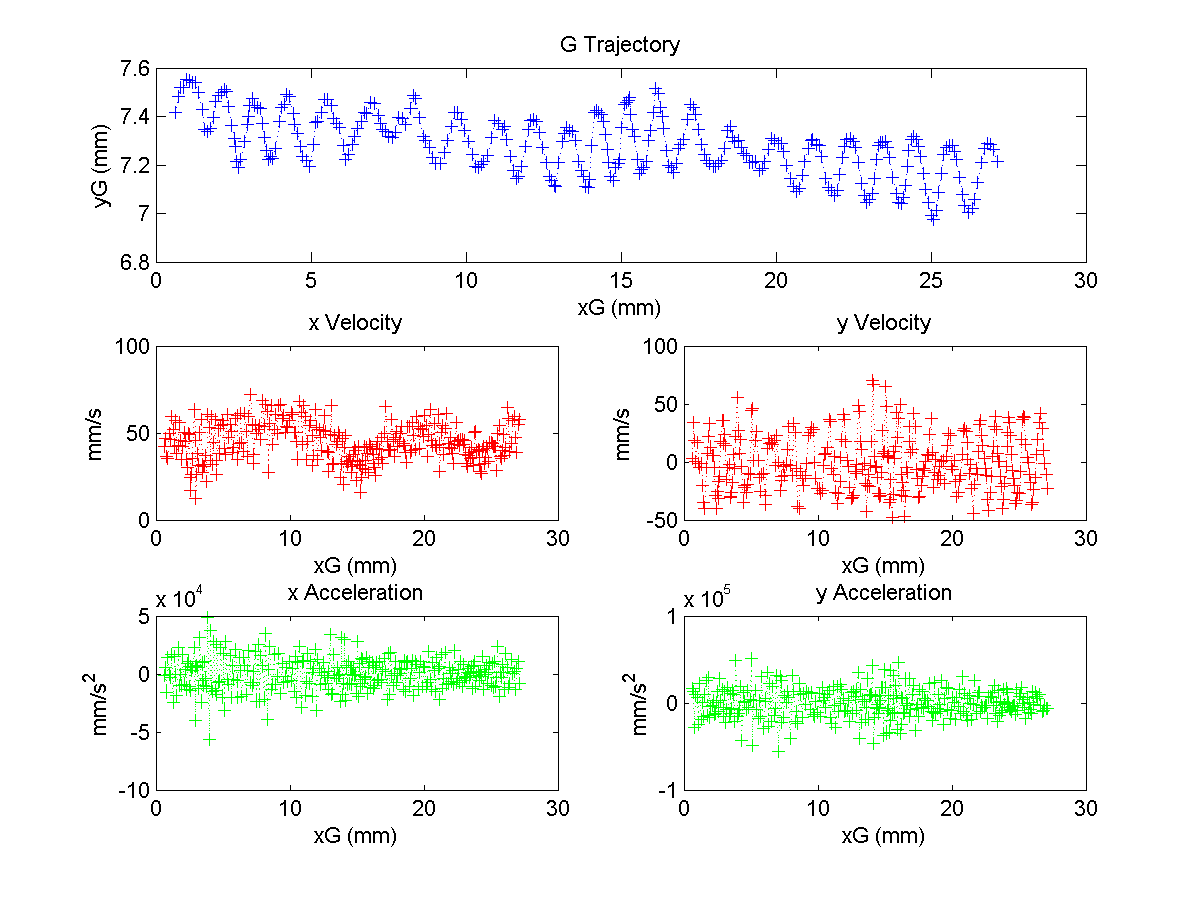 G Trajectory
7.6
7.4
7.2
7
6.8
yG (mm)
0 5 10 15 20 25 30
xG (mm)
x Velocity
100
50
0
mm/s
0 10 20 30
xG (mm)
y Velocity
100
50
0
-50
mm/s
0 10 20 30
xG (mm)
x Acceleration
x 10^4
5
0
-5
-10
mm/s^2
0 10 20 30
xG (mm)
y Acceleration
x 10^5
1
0
-1
mm/s^2
0 10 20 30
xG (mm)